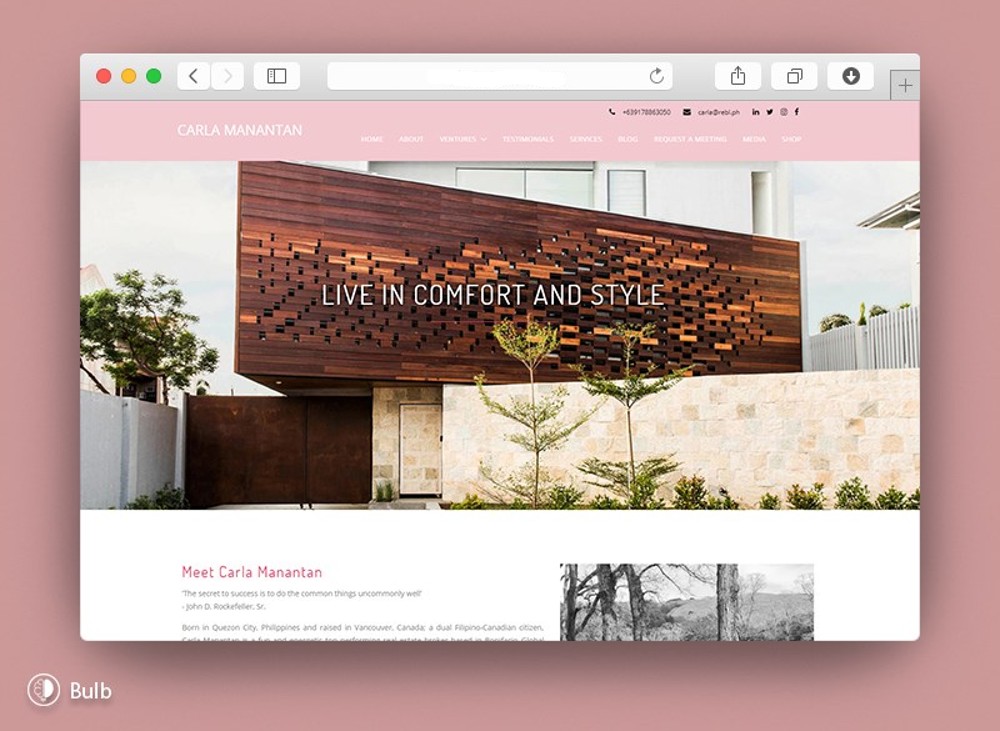 +639178863050 carla@rebl.ph
CARLA MANANTAN
HOME ABOUT VENTURES TESTIMONIALS SERVICES BLOG REQUEST A MEETING MEDIA SHOP
LIVE IN COMFORT AND STYLE
Meet Carla Manantan
'The secret to success is to do the common things uncommonly well'
- John D. Rockefeller, Sr.
Born in Quezon City, Philippines and raised in Vancouver, Canada; a dual Filipino-Canadian citizen,
Carla Manantan is a fun and energetic top performing real estate broker based in Bonifacio Global
Bulb